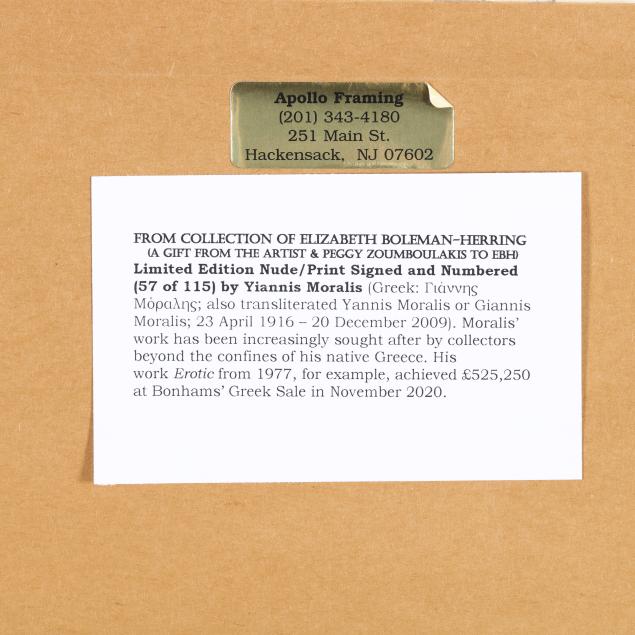 Apollo Framing
(201) 343-4180
251 Main St.
Hackensack, NJ 07602
FROM COLLECTION OF ELIZABETH BOLEMAN-HERRING
(A GIFT FROM THE ARTIST & PEGGY ZOUMBOULAKIS TO EBH)
Limited Edition Nude/Print Signed and Numbered
(57 of 115) by Yiannis Moralis (Greek: Γιάννης
Μόραλης; also transliterated Yannis Moralis or Giannis
Moralis; 23 April 1916 – 20 December 2009). Moralis'
work has been increasingly sought after by collectors
beyond the confines of his native Greece. His
work Erotic from 1977, for example, achieved £525,250
at Bonhams' Greek Sale in November 2020.